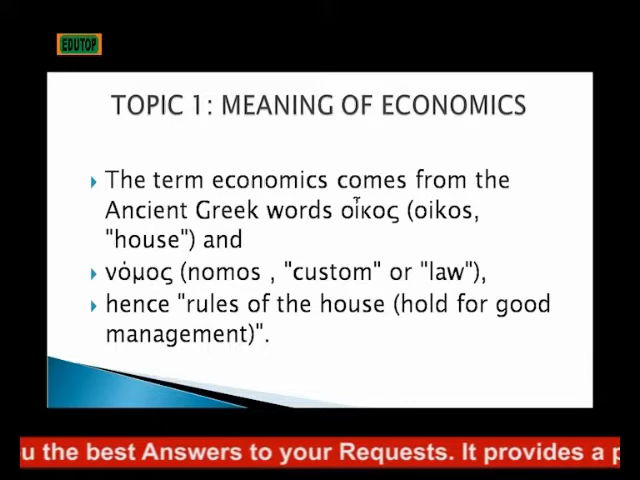 EDUTOP
TOPIC 1: MEANING OF ECONOMICS
The term economics comes from the
Ancient Greek words οἶκος (oikos,
"house") and
νόμος (nomos , "custom" or "law"),
hence "rules of the house (hold for good
management)".
u the best Answers to your Requests. It provides a p